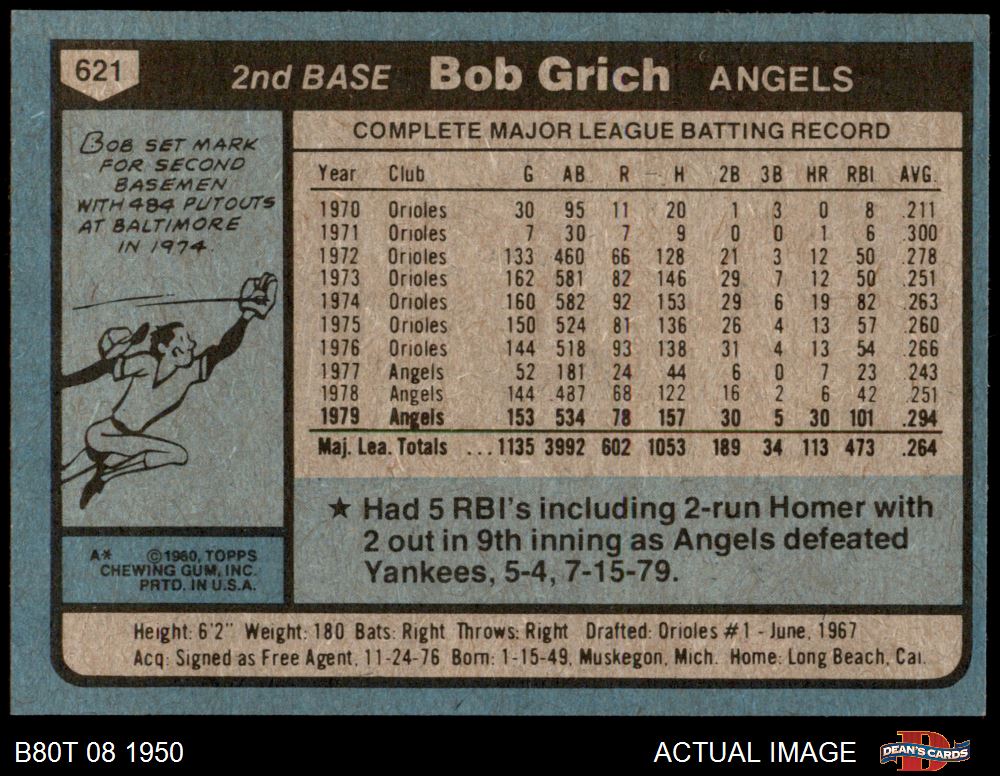 621
2nd BASE Bob Grich ANGELS
BOB SET MARK
FOR SECOND
BASEMEN
WITH 484 PUTOUTS
AT BALTIMORE
IN 1974.
COMPLETE MAJOR LEAGUE BATTING RECORD
Year Club G AB R H 2B 3B HR RBI AVG.
1970 Orioles 30 95 11 20 1 3 0 8 .211
1971 Orioles 7 30 7 9 0 0 1 6 .300
1972 Orioles 133 460 66 128 21 3 12 50 .278
1973 Orioles 162 581 82 146 29 7 12 50 .251
1974 Orioles 160 582 92 153 29 6 19 82 .263
1975 Orioles 150 524 81 136 26 4 13 57 .260
1976 Orioles 144 518 93 138 31 4 13 54 .266
1977 Angels 52 181 24 44 6 0 7 23 .243
1978 Angels 144 487 68 122 16 2 6 42 .251
1979 Angels 153 534 78 157 30 5 30 101 .294
Maj. Lea. Totals ... 1135 3992 602 1053 189 34 113 473 .264
★ Had 5 RBI's including 2-run Homer with
2 out in 9th inning as Angels defeated
Yankees, 5-4, 7-15-79.
A* ©1980, TOPPS
CHEWING GUM, INC.
PRTD. IN U.S.A.
Height: 6'2" Weight: 180 Bats: Right Throws: Right Drafted: Orioles #1 - June, 1967
Acq: Signed as Free Agent, 11-24-76 Born: 1-15-49, Muskegon, Mich. Home: Long Beach, Cal.
B80T 08 1950
ACTUAL IMAGE
DEAN'S CARDS